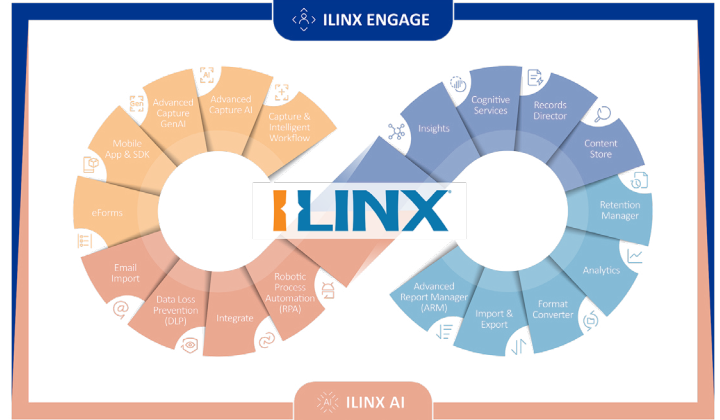 ILINX ENGAGE
Advanced
Capture
GenAI
Advanced
Capture AI
Capture &
Intelligent
Workflow
Mobile
App & SDK
eForms
Email
Import
Data Loss
Prevention
(DLP)
Integrate
Robotic
Process
Automation
(RPA)
ILINX®
Insights
Cognitive
Services
Records
Director
Content
Store
Retention
Manager
Analytics
Format
Converter
Import &
Export
Advanced
Report Manager
(ARM)
AI
AI
ILINX AI